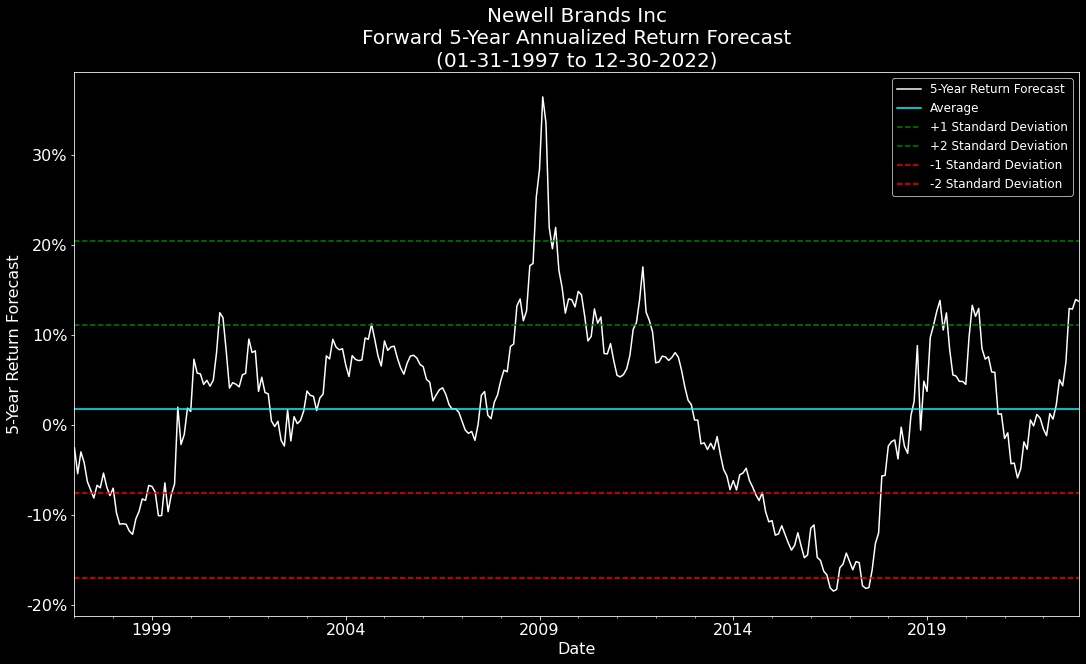 Newell Brands Inc
Forward 5-Year Annualized Return Forecast
(01-31-1997 to 12-30-2022)
5-Year Return Forecast
Average
+1 Standard Deviation
+2 Standard Deviation
-1 Standard Deviation
-2 Standard Deviation
5-Year Return Forecast
30%
20%
10%
0%
-10%
-20%
1999
2004
2009
2014
2019
Date